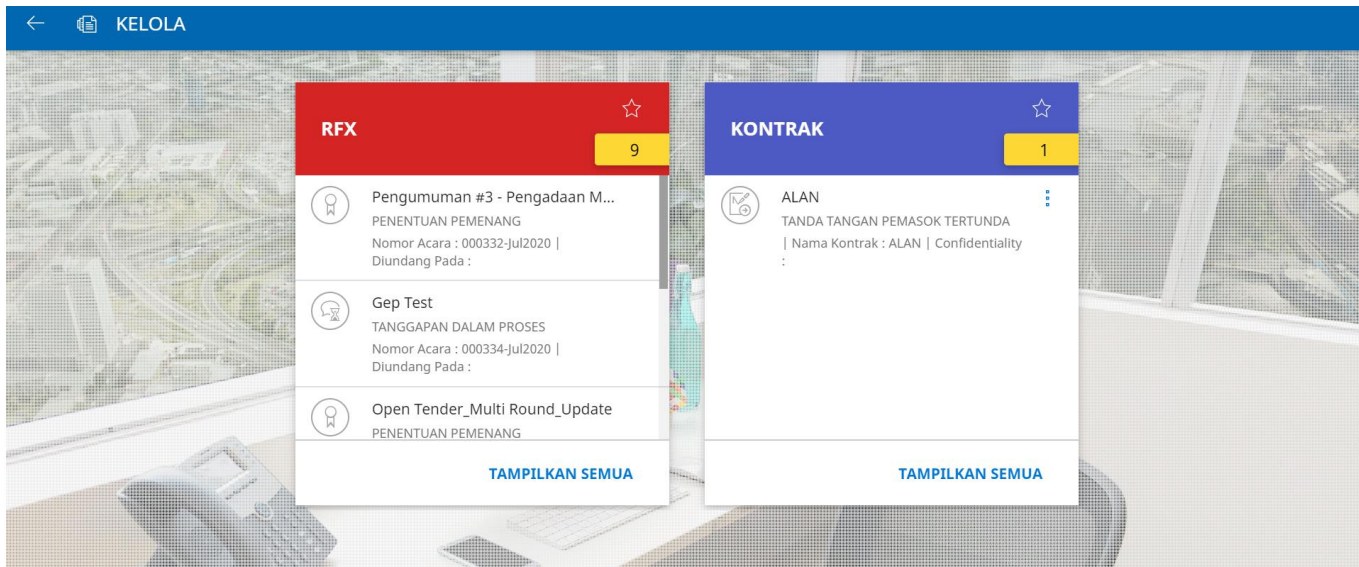 KELOLA
RFX
9
Pengumuman #3 - Pengadaan M...
PENENTUAN PEMENANG
Nomor Acara : 000332-Jul2020 |
Diundang Pada :
Gep Test
TANGGAPAN DALAM PROSES
Nomor Acara : 000334-Jul2020 |
Diundang Pada :
Open Tender_Multi Round_Update
PENENTUAN PEMENANG
TAMPILKAN SEMUA
KONTRAK
1
ALAN
TANDA TANGAN PEMASOK TERTUNDA
| Nama Kontrak : ALAN | Confidentiality
:
TAMPILKAN SEMUA